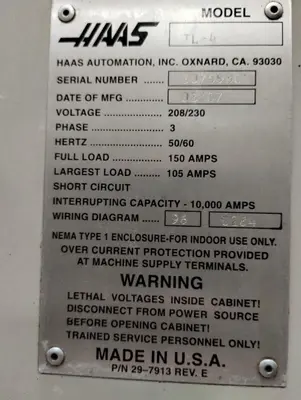 HAAS
MODEL
TL-4
HAAS AUTOMATION, INC. OXNARD, CA. 93030
SERIAL NUMBER
DATE OF MFG
VOLTAGE 208/230
PHASE 3
HERTZ 50/60
FULL LOAD 150 AMPS
LARGEST LOAD 105 AMPS
SHORT CIRCUIT
INTERRUPTING CAPACITY - 10,000 AMPS
WIRING DIAGRAM 96
NEMA TYPE 1 ENCLOSURE-FOR INDOOR USE ONLY.
OVER CURRENT PROTECTION PROVIDED
AT MACHINE SUPPLY TERMINALS.
WARNING
LETHAL VOLTAGES INSIDE CABINET!
DISCONNECT FROM POWER SOURCE
BEFORE OPENING CABINET!
TRAINED SERVICE PERSONNEL ONLY!
MADE IN U.S.A.
P/N 29-7913 REV. E